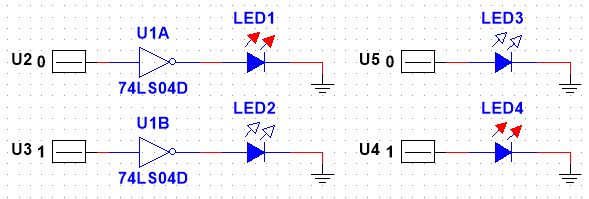 LED1
LED3
U1A
U2 0
U5 0
74LS04D
LED2
LED4
U1B
U3 1
U4 1
74LS04D